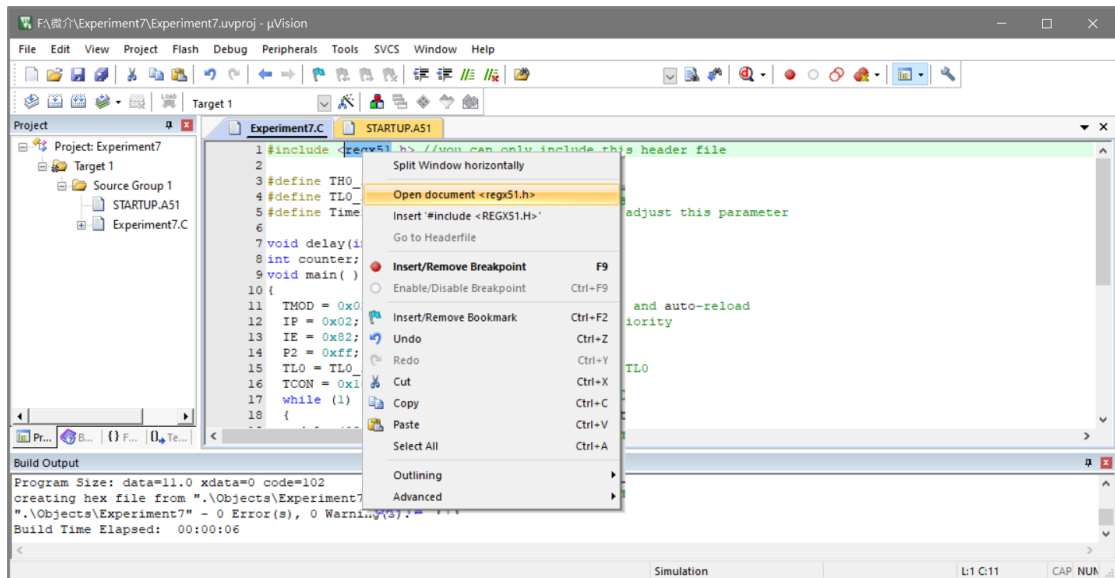 F:\微介\Experiment7\Experiment7.uvproj - µVision
File Edit View Project Flash Debug Peripherals Tools SVCS Window Help
LOAD
Target 1
Project
Experiment7.C
STARTUP.A51
Project: Experiment7
Target 1
Source Group 1
STARTUP.A51
Experiment7.C
1 #include <regx51.h> //you can only include this header file
2
3 #define TH0_
4 #define TL0_
5 #define Time adjust this parameter
6
7 void delay(i
8 int counter;
9 void main( )
10 {
11 TMOD = 0x0 and auto-reload
12 IP = 0x02; iority
13 IE = 0x82;
14 P2 = 0xff;
15 TL0 = TL0_ TL0
16 TCON = 0x1
17 while (1)
18 {
Split Window horizontally
Open document <regx51.h>
Insert '#include <REGX51.H>'
Go to Headerfile
Insert/Remove Breakpoint F9
Enable/Disable Breakpoint Ctrl+F9
Insert/Remove Bookmark Ctrl+F2
Undo Ctrl+Z
Redo Ctrl+Y
Cut Ctrl+X
Copy Ctrl+C
Paste Ctrl+V
Select All Ctrl+A
Outlining
Advanced
Pr... B... {} F... 0 Te...
Build Output
Program Size: data=11.0 xdata=0 code=102
creating hex file from ".\Objects\Experiment7
".\Objects\Experiment7" - 0 Error(s), 0 Warning(s).
Build Time Elapsed: 00:00:06
Simulation L:1 C:11 CAP NUM